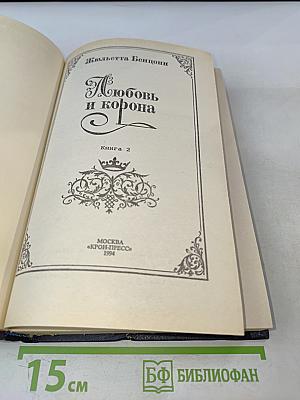 Жюльетта Бенцони
Любовь
и корона
Книга 2
МОСКВА
«КРОН-ПРЕСС»
1994
15 см
БФ БИБЛИОФАН